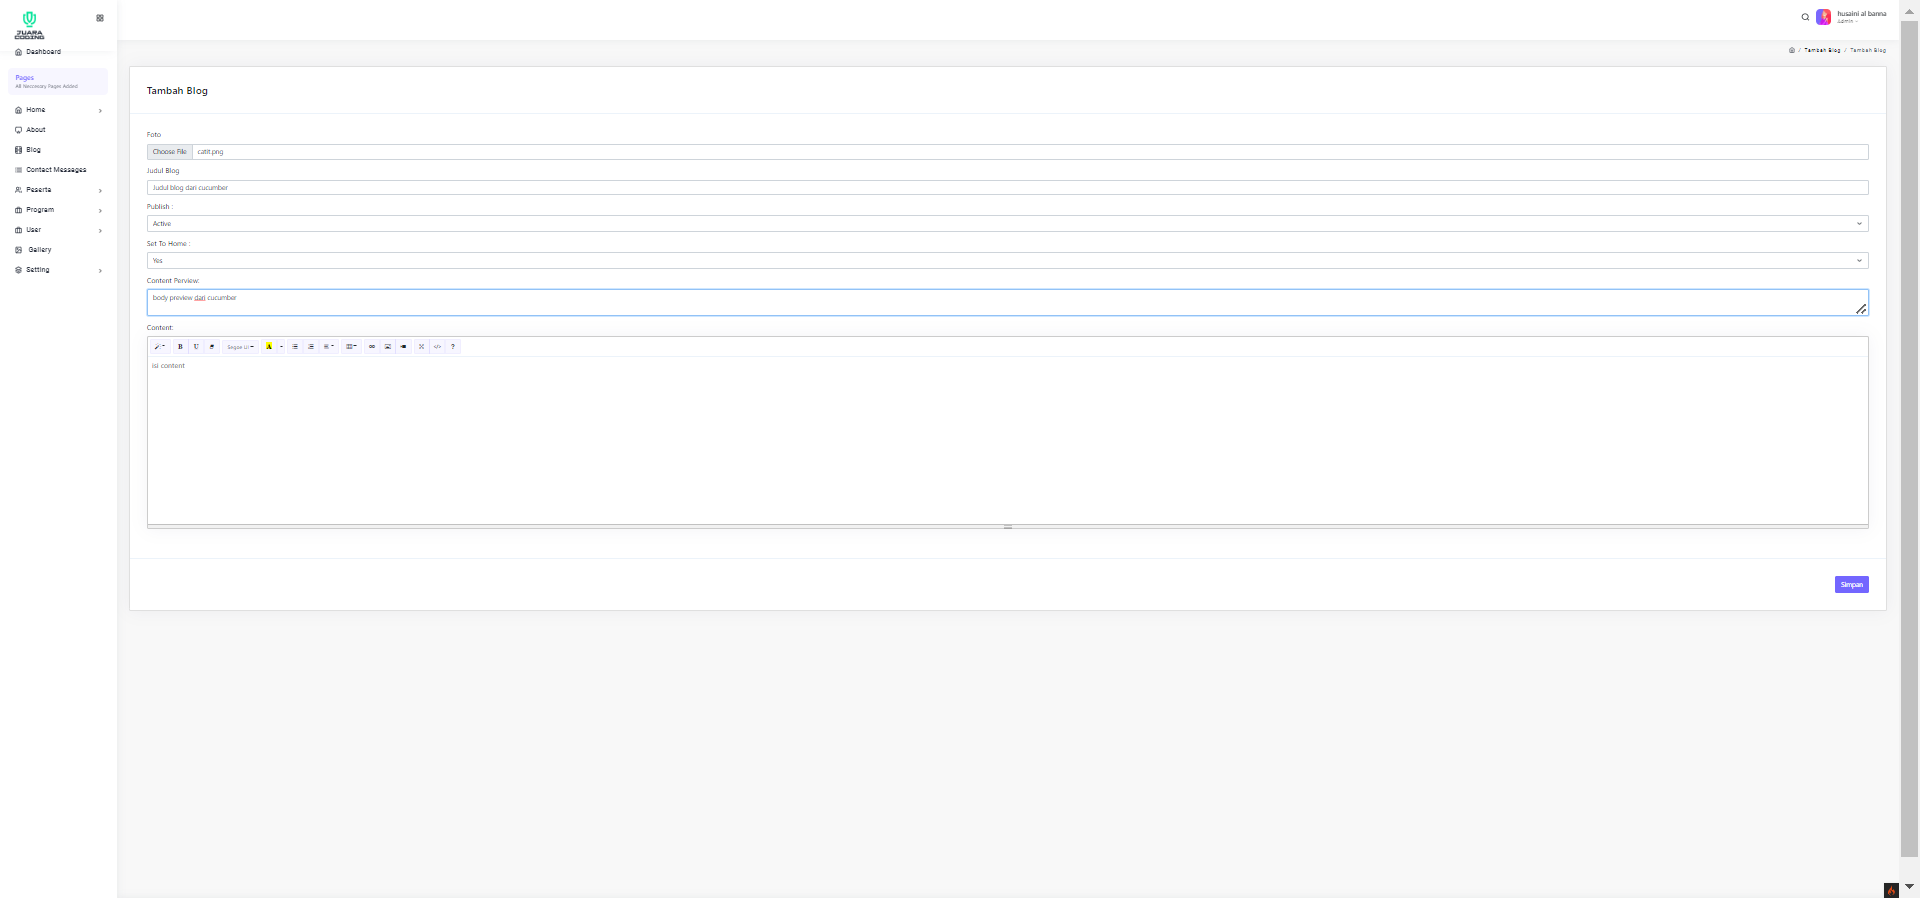 JUARA
CODING
husaini al banna
Admin
Dashboard
/ Tambah Blog / Tambah Blog
Pages
All Neccesary Pages Added
Home
About
Blog
Contact Messages
Peserta
Program
User
Gallery
Setting
Tambah Blog
Foto
Choose File catit.png
Judul Blog
Judul blog dari cucumber
Publish :
Active
Set To Home :
Yes
Content Perview:
body preview dari cucumber
Content:
B U Segoe UI A </> ?
isi content
Simpan